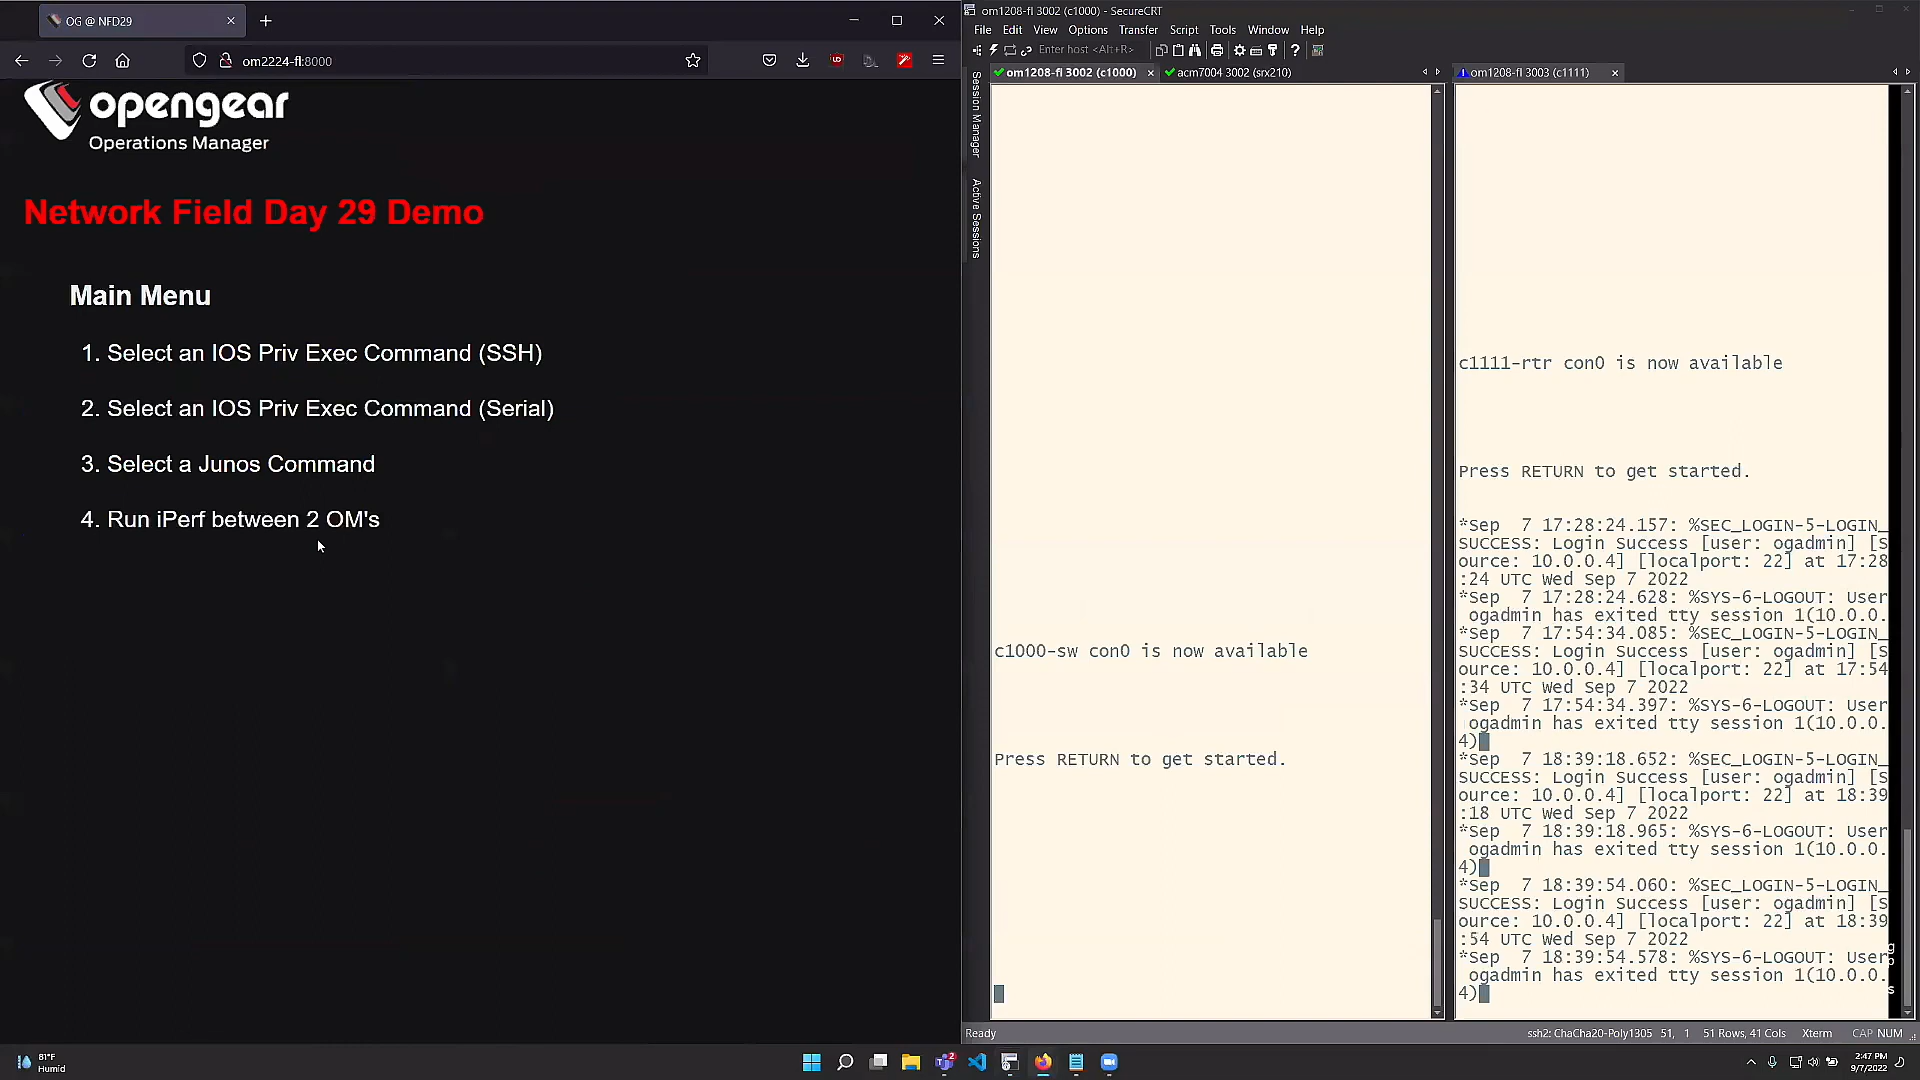 OG @ NFD29
om2224-fl:8000
opengear
Operations Manager
Network Field Day 29 Demo
Main Menu
1. Select an IOS Priv Exec Command (SSH)
2. Select an IOS Priv Exec Command (Serial)
3. Select a Junos Command
4. Run iPerf between 2 OM's
om1208-fl 3002 (c1000) - SecureCRT
File Edit View Options Transfer Script Tools Window Help
Enter host <Alt+R>
Session Manager
Active Sessions
om1208-fl 3002 (c1000)
acm7004 3002 (srx210)
c1000-sw con0 is now available
Press RETURN to get started.
om1208-fl 3003 (c1111)
c1111-rtr con0 is now available
Press RETURN to get started.
*Sep  7 17:28:24.157: %SEC_LOGIN-5-LOGIN_
SUCCESS: Login Success [user: ogadmin] [S
ource: 10.0.0.4] [localport: 22] at 17:28
:24 UTC Wed Sep 7 2022
*Sep  7 17:28:24.628: %SYS-6-LOGOUT: User
ogadmin has exited tty session 1(10.0.0.
*Sep  7 17:54:34.085: %SEC_LOGIN-5-LOGIN_
SUCCESS: Login Success [user: ogadmin] [S
ource: 10.0.0.4] [localport: 22] at 17:54
:34 UTC Wed Sep 7 2022
*Sep  7 17:54:34.397: %SYS-6-LOGOUT: User
ogadmin has exited tty session 1(10.0.0.
4)
*Sep  7 18:39:18.652: %SEC_LOGIN-5-LOGIN_
SUCCESS: Login Success [user: ogadmin] [S
ource: 10.0.0.4] [localport: 22] at 18:39
:18 UTC Wed Sep 7 2022
*Sep  7 18:39:18.965: %SYS-6-LOGOUT: User
ogadmin has exited tty session 1(10.0.0.
4)
*Sep  7 18:39:54.060: %SEC_LOGIN-5-LOGIN_
SUCCESS: Login Success [user: ogadmin] [S
ource: 10.0.0.4] [localport: 22] at 18:39
:54 UTC Wed Sep 7 2022
*Sep  7 18:39:54.578: %SYS-6-LOGOUT: User
ogadmin has exited tty session 1(10.0.0.
4)
Ready
ssh2: ChaCha20-Poly1305 51, 1 51 Rows, 41 Cols Xterm CAP NUM
81°F
Humid
2:47 PM
9/7/2022